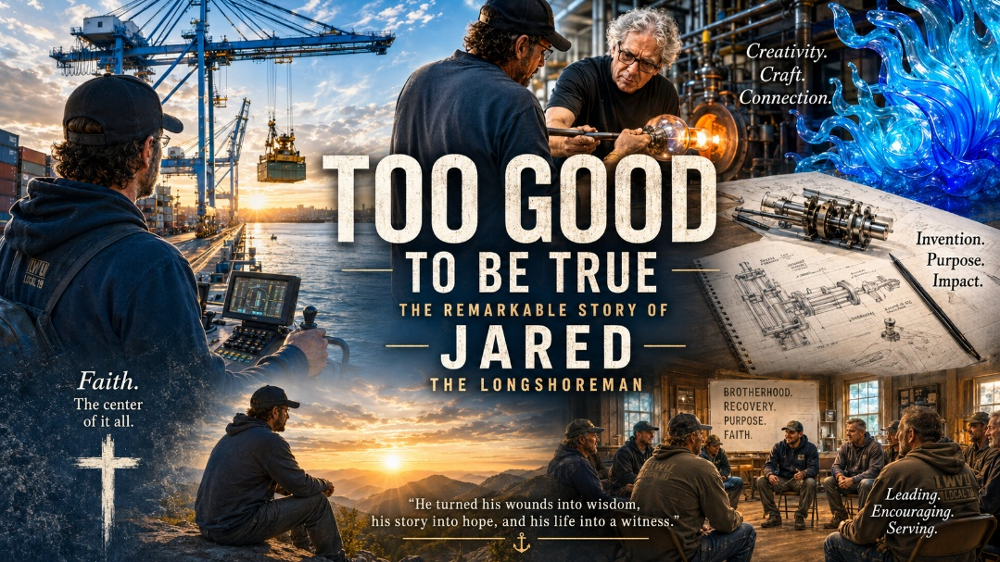 Creativity.
Craft.
Connection.
TOO GOOD
TO BE TRUE
THE REMARKABLE STORY OF
JARED
THE LONGSHOREMAN
Invention.
Purpose.
Impact.
LOCAL 19
Faith.
The center
of it all.
BROTHERHOOD.
RECOVERY.
PURPOSE.
FAITH.
“He turned his wounds into wisdom,
his story into hope, and his life into a witness.”
LOCAL 19
Leading.
Encouraging.
Serving.